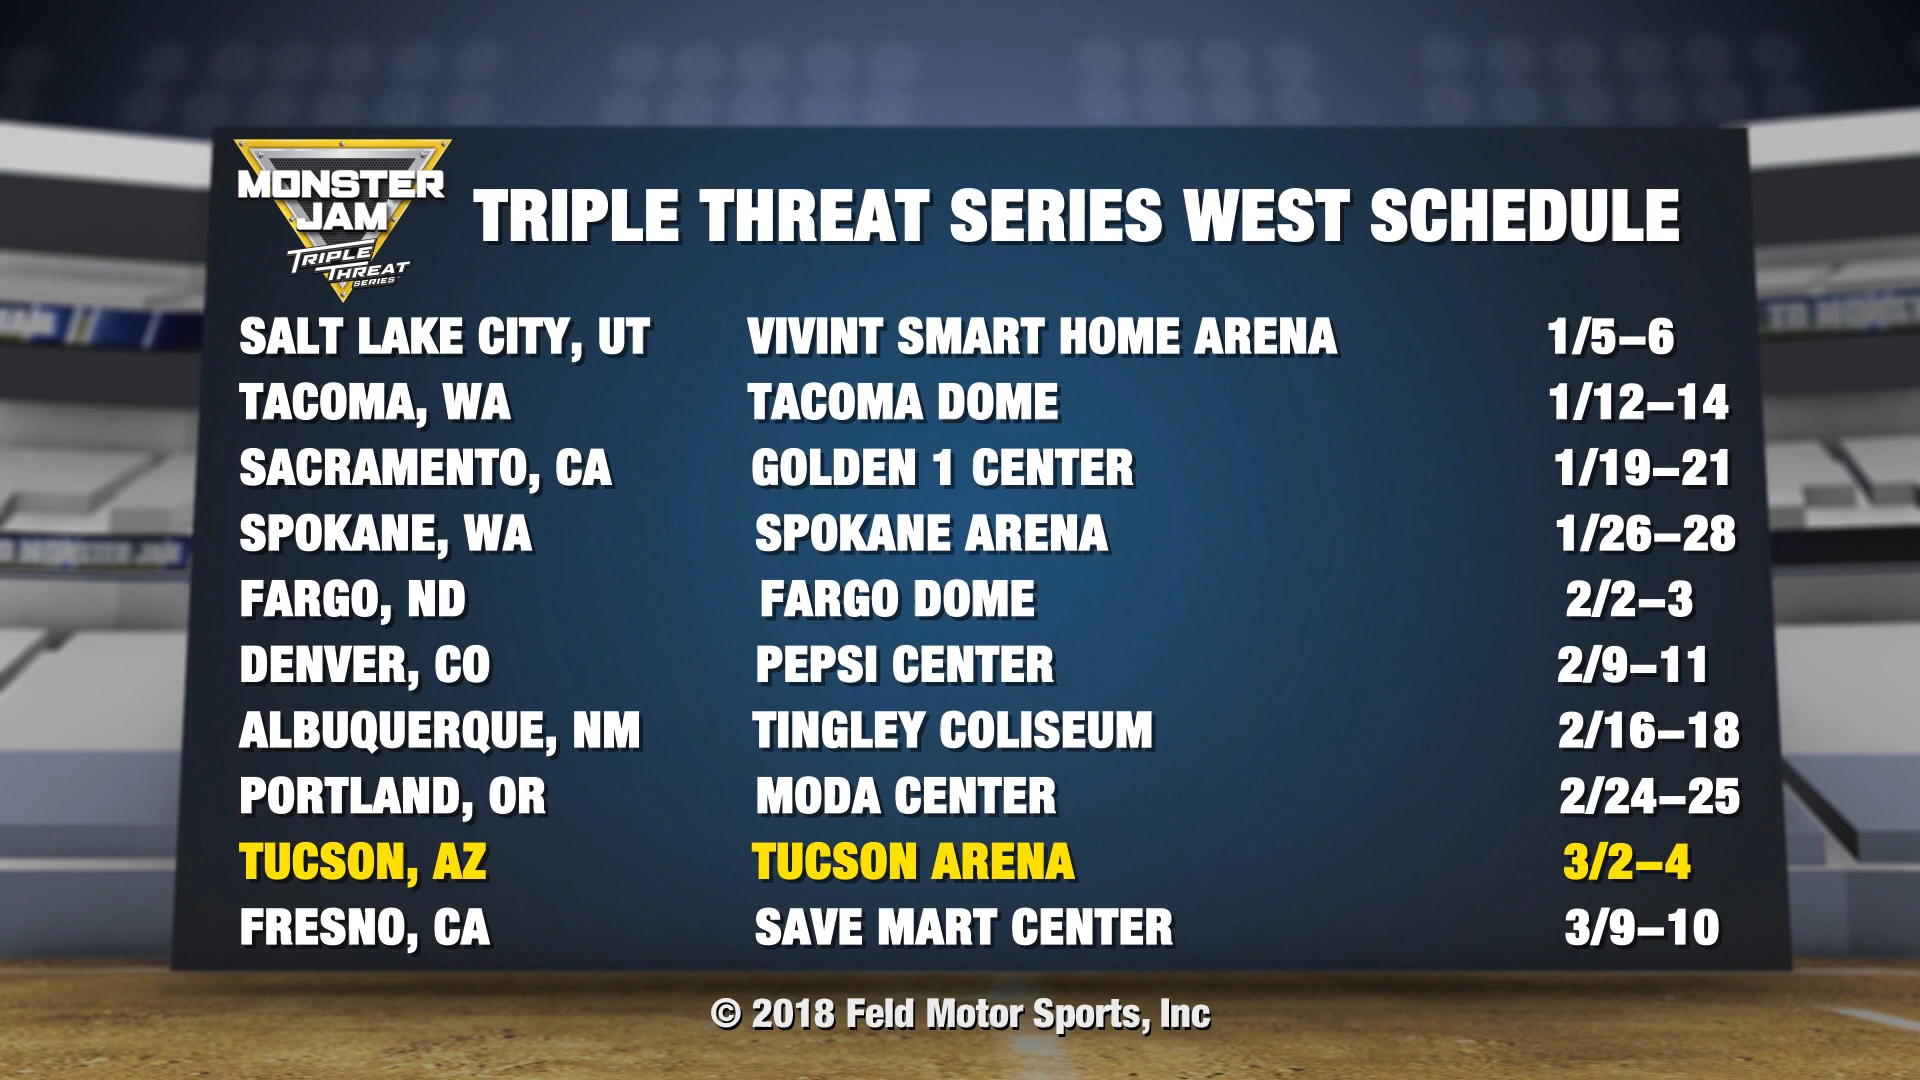 MONSTER JAM
TRIPLE THREAT SERIES
TRIPLE THREAT SERIES WEST SCHEDULE
SALT LAKE CITY, UT VIVINT SMART HOME ARENA 1/5–6
TACOMA, WA TACOMA DOME 1/12–14
SACRAMENTO, CA GOLDEN 1 CENTER 1/19–21
SPOKANE, WA SPOKANE ARENA 1/26–28
FARGO, ND FARGO DOME 2/2–3
DENVER, CO PEPSI CENTER 2/9–11
ALBUQUERQUE, NM TINGLEY COLISEUM 2/16–18
PORTLAND, OR MODA CENTER 2/24–25
TUCSON, AZ TUCSON ARENA 3/2–4
FRESNO, CA SAVE MART CENTER 3/9–10
© 2018 Feld Motor Sports, Inc
MONSTER JAM